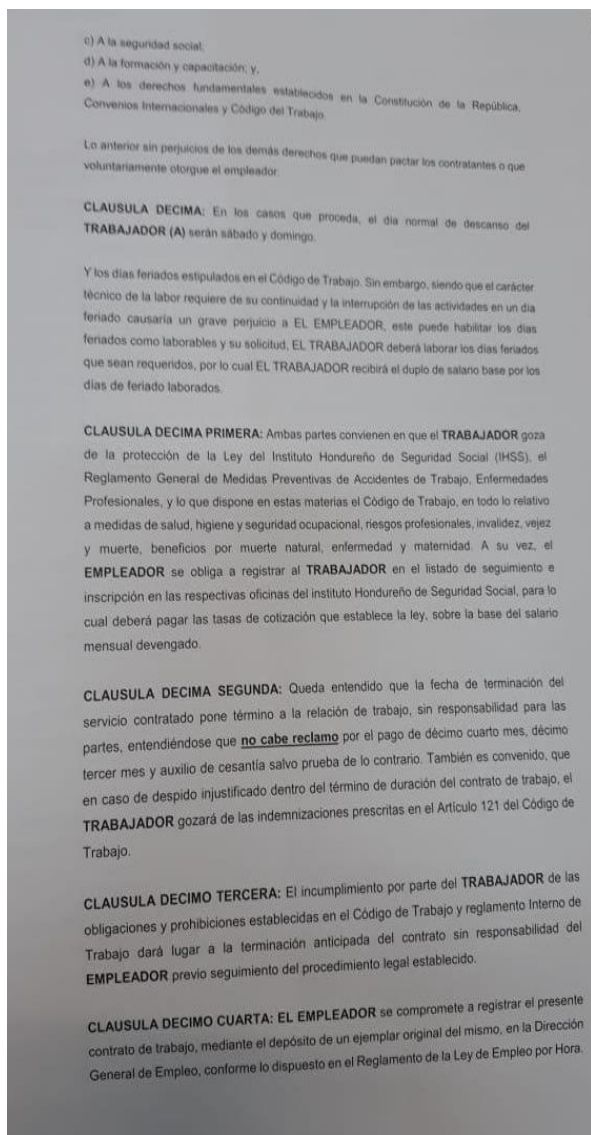 c) A la seguridad social;
d) A la formación y capacitación; y,
e) A los derechos fundamentales establecidos en la Constitución de la República,
Convenios Internacionales y Código del Trabajo.
Lo anterior sin perjuicios de los demás derechos que puedan pactar los contratantes o que
voluntariamente otorgue el empleador.
CLAUSULA DECIMA: En los casos que proceda, el día normal de descanso del
TRABAJADOR (A) serán sábado y domingo.
Y los días feriados estipulados en el Código de Trabajo. Sin embargo, siendo que el carácter
técnico de la labor requiere de su continuidad y la interrupción de las actividades en un día
feriado causaría un grave perjuicio a EL EMPLEADOR, este puede habilitar los días
feriados como laborables y su solicitud, EL TRABAJADOR deberá laborar los días feriados
que sean requeridos, por lo cual EL TRABAJADOR recibirá el duplo de salario base por los
días de feriado laborados.
CLAUSULA DECIMA PRIMERA: Ambas partes convienen en que el TRABAJADOR goza
de la protección de la Ley del Instituto Hondureño de Seguridad Social (IHSS), el
Reglamento General de Medidas Preventivas de Accidentes de Trabajo, Enfermedades
Profesionales, y lo que dispone en estas materias el Código de Trabajo, en todo lo relativo
a medidas de salud, higiene y seguridad ocupacional, riesgos profesionales, invalidez, vejez
y muerte, beneficios por muerte natural, enfermedad y maternidad. A su vez, el
EMPLEADOR se obliga a registrar al TRABAJADOR en el listado de seguimiento e
inscripción en las respectivas oficinas del instituto Hondureño de Seguridad Social, para lo
cual deberá pagar las tasas de cotización que establece la ley, sobre la base del salario
mensual devengado.
CLAUSULA DECIMA SEGUNDA: Queda entendido que la fecha de terminación del
servicio contratado pone término a la relación de trabajo, sin responsabilidad para las
partes, entendiéndose que no cabe reclamo por el pago de décimo cuarto mes, décimo
tercer mes y auxilio de cesantía salvo prueba de lo contrario. También es convenido, que
en caso de despido injustificado dentro del término de duración del contrato de trabajo, el
TRABAJADOR gozará de las indemnizaciones prescritas en el Artículo 121 del Código de
Trabajo.
CLAUSULA DECIMO TERCERA: El incumplimiento por parte del TRABAJADOR de las
obligaciones y prohibiciones establecidas en el Código de Trabajo y reglamento Interno de
Trabajo dará lugar a la terminación anticipada del contrato sin responsabilidad del
EMPLEADOR previo seguimiento del procedimiento legal establecido.
CLAUSULA DECIMO CUARTA: EL EMPLEADOR se compromete a registrar el presente
contrato de trabajo, mediante el depósito de un ejemplar original del mismo, en la Dirección
General de Empleo, conforme lo dispuesto en el Reglamento de la Ley de Empleo por Hora.